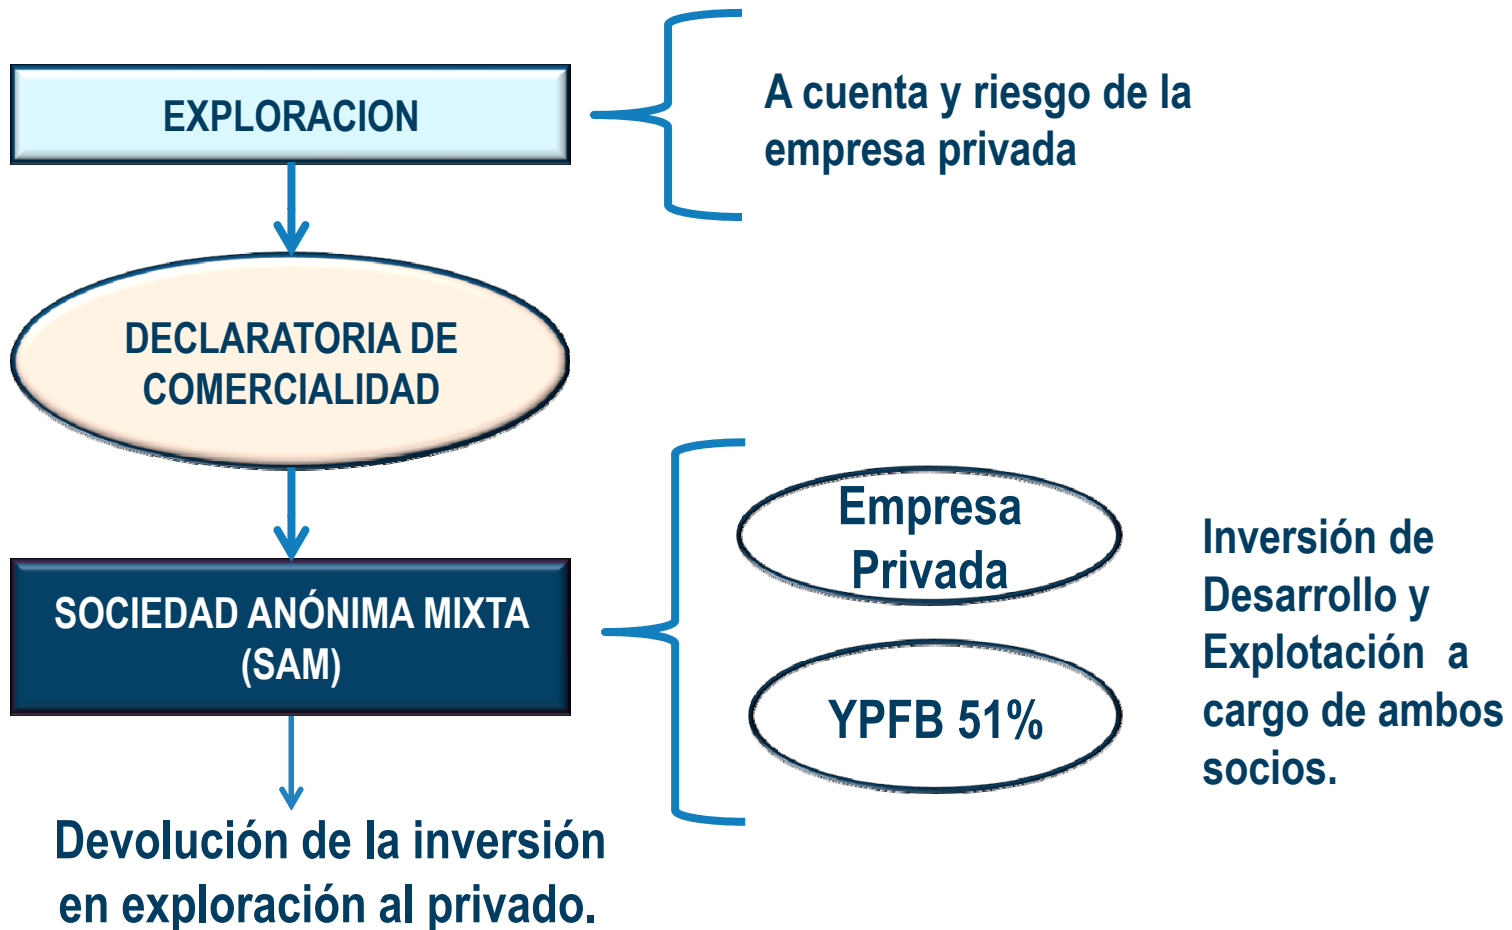 EXPLORACION
A cuenta y riesgo de la
empresa privada
DECLARATORIA DE
COMERCIALIDAD
SOCIEDAD ANÓNIMA MIXTA
(SAM)
Empresa
Privada
YPFB 51%
Inversión de
Desarrollo y
Explotación a
cargo de ambos
socios.
Devolución de la inversión
en exploración al privado.